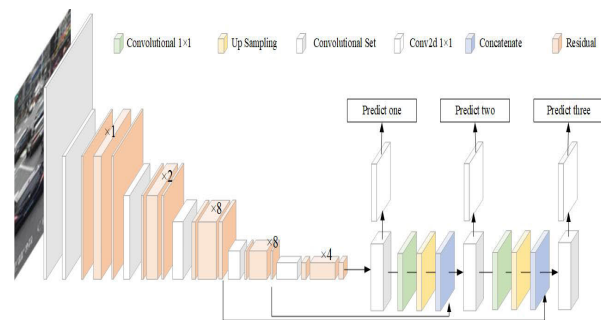 Convolutional 1×1 Up Sampling Convolutional Set Conv2d 1×1 Concatenate Residual
Predict one Predict two Predict three
×1
×2
×8
×8
×4